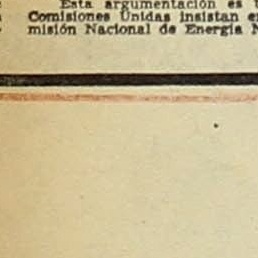 Esta argumentación es
Comisiones Unidas insistan
misión Nacional de Energía